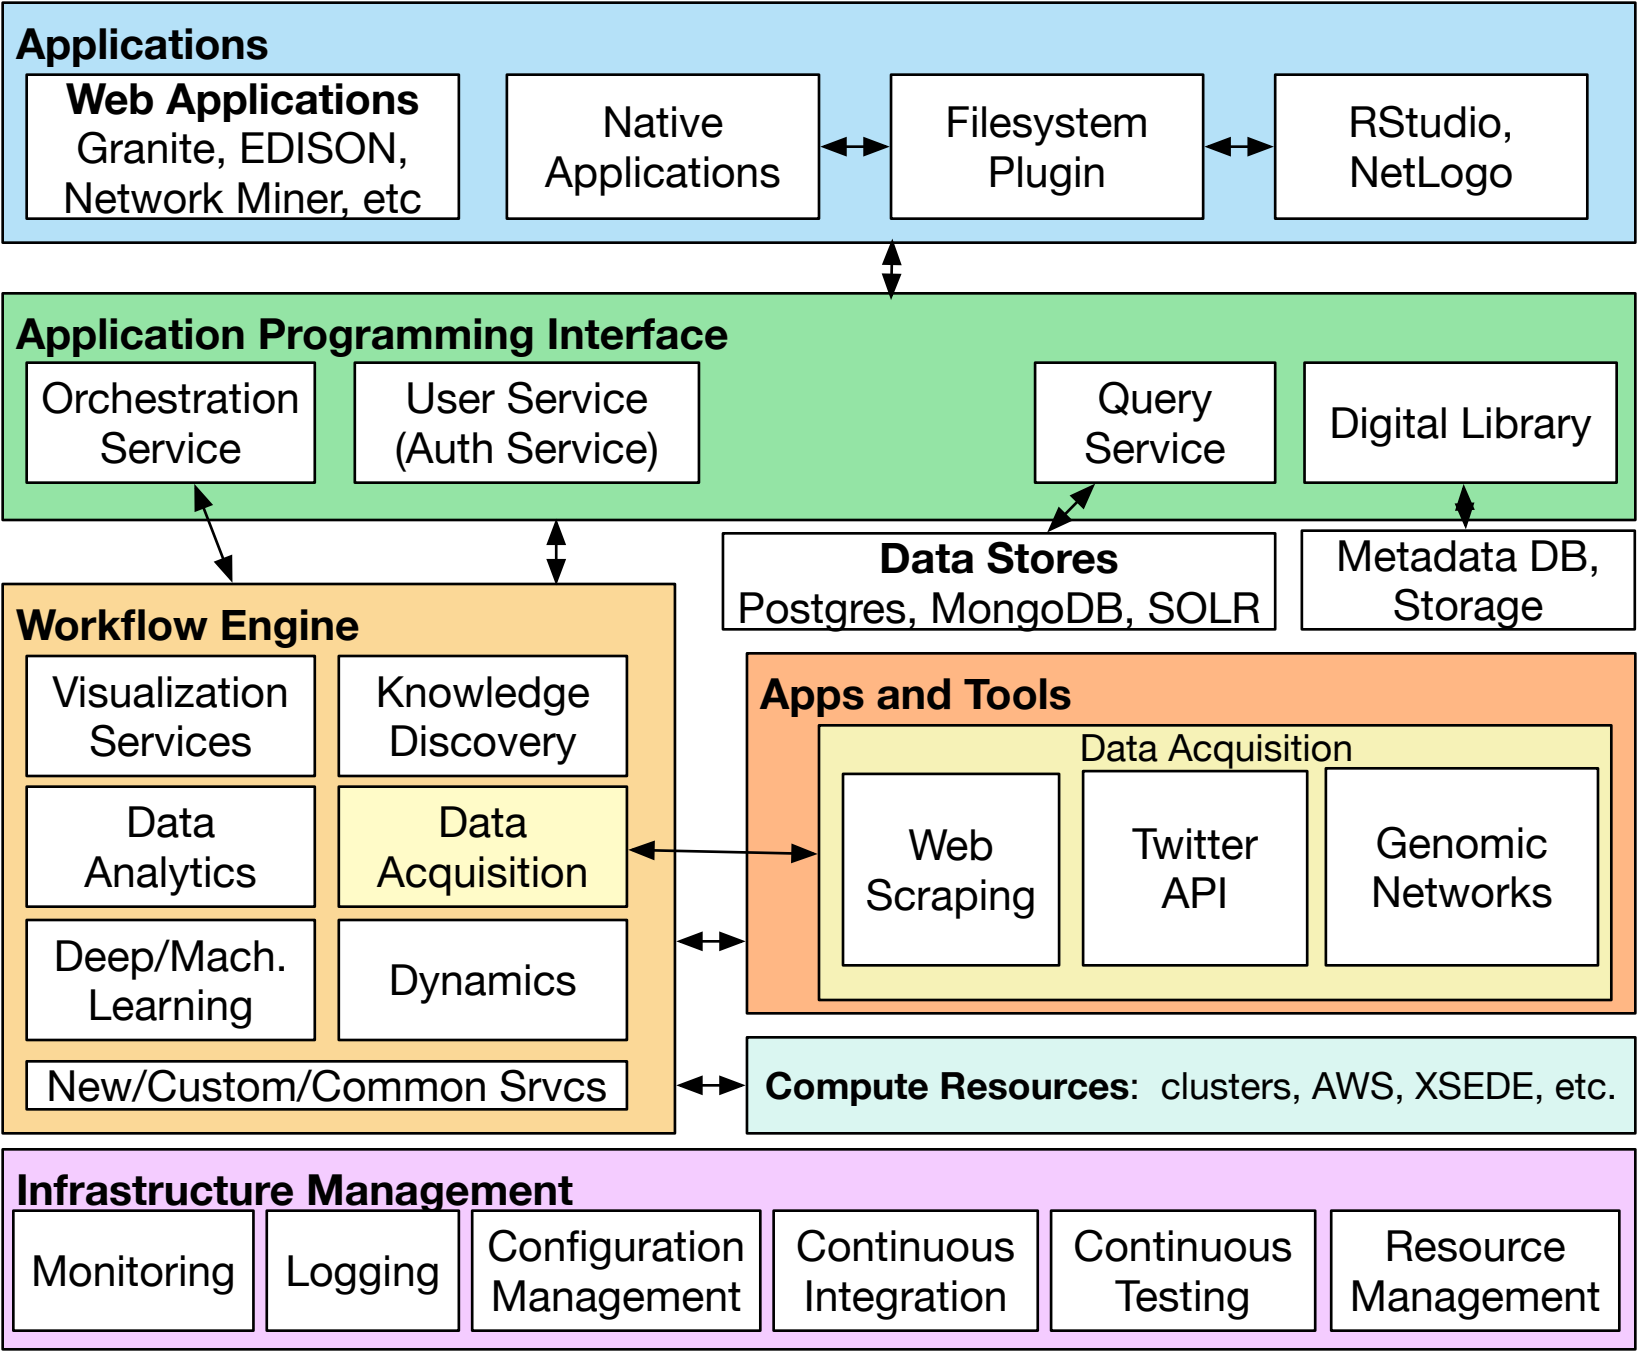 Applications
Web Applications
Granite, EDISON,
Network Miner, etc
Native
Applications
Filesystem
Plugin
RStudio,
NetLogo
Application Programming Interface
Orchestration
Service
User Service
(Auth Service)
Query
Service
Digital Library
Data Stores
Postgres, MongoDB, SOLR
Metadata DB,
Storage
Workflow Engine
Visualization
Services
Knowledge
Discovery
Data
Analytics
Data
Acquisition
Deep/Mach.
Learning
Dynamics
New/Custom/Common Srvcs
Apps and Tools
Data Acquisition
Web
Scraping
Twitter
API
Genomic
Networks
Compute Resources: clusters, AWS, XSEDE, etc.
Infrastructure Management
Monitoring
Logging
Configuration
Management
Continuous
Integration
Continuous
Testing
Resource
Management